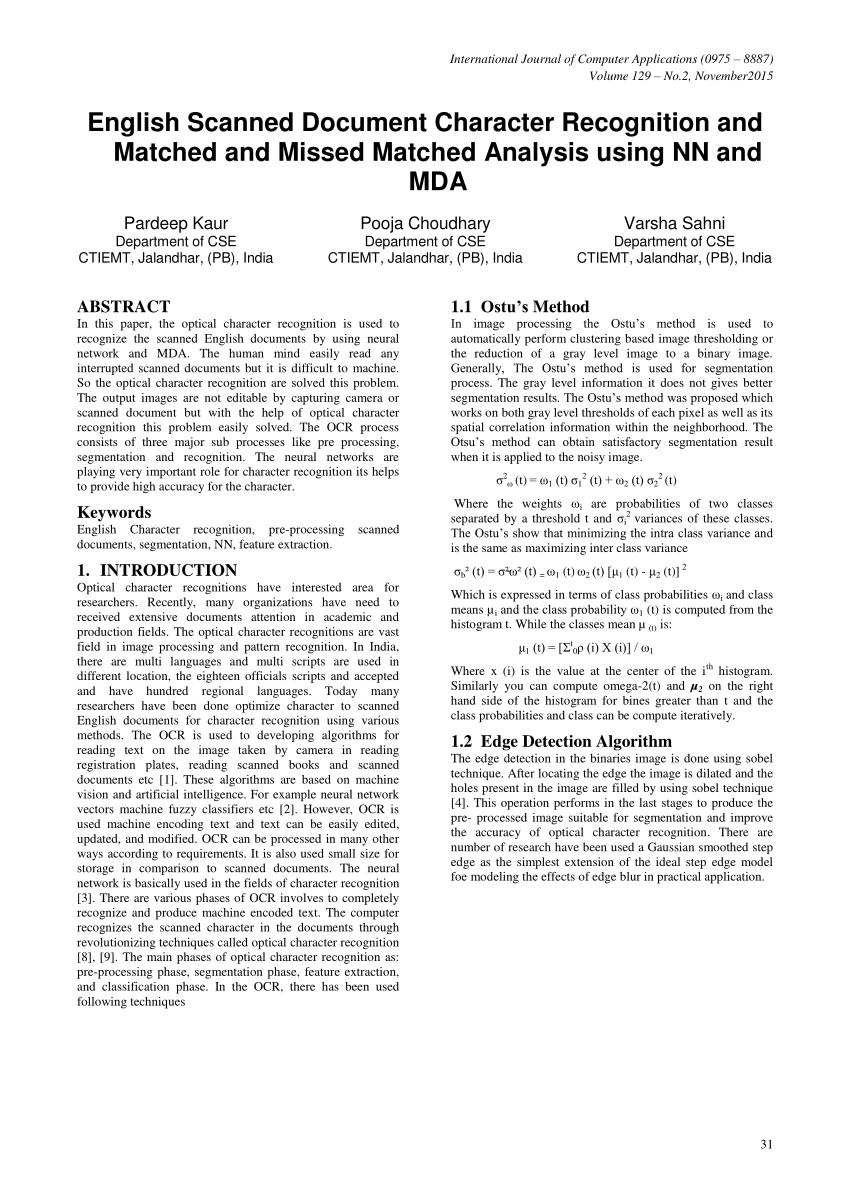 International Journal of Computer Applications (0975 – 8887)
Volume 129 – No.2, November2015
English Scanned Document Character Recognition and
Matched and Missed Matched Analysis using NN and
MDA
Pardeep Kaur
Department of CSE
CTIEMT, Jalandhar, (PB), India
Pooja Choudhary
Department of CSE
CTIEMT, Jalandhar, (PB), India
Varsha Sahni
Department of CSE
CTIEMT, Jalandhar, (PB), India
ABSTRACT
In this paper, the optical character recognition is used to
recognize the scanned English documents by using neural
network and MDA. The human mind easily read any
interrupted scanned documents but it is difficult to machine.
So the optical character recognition are solved this problem.
The output images are not editable by capturing camera or
scanned document but with the help of optical character
recognition this problem easily solved. The OCR process
consists of three major sub processes like pre processing,
segmentation and recognition. The neural networks are
playing very important role for character recognition its helps
to provide high accuracy for the character.
Keywords
English Character recognition, pre-processing scanned
documents, segmentation, NN, feature extraction.
1. INTRODUCTION
Optical character recognitions have interested area for
researchers. Recently, many organizations have need to
received extensive documents attention in academic and
production fields. The optical character recognitions are vast
field in image processing and pattern recognition. In India,
there are multi languages and multi scripts are used in
different location, the eighteen officials scripts and accepted
and have hundred regional languages. Today many
researchers have been done optimize character to scanned
English documents for character recognition using various
methods. The OCR is used to developing algorithms for
reading text on the image taken by camera in reading
registration plates, reading scanned books and scanned
documents etc [1]. These algorithms are based on machine
vision and artificial intelligence. For example neural network
vectors machine fuzzy classifiers etc [2]. However, OCR is
used machine encoding text and text can be easily edited,
updated, and modified. OCR can be processed in many other
ways according to requirements. It is also used small size for
storage in comparison to scanned documents. The neural
network is basically used in the fields of character recognition
[3]. There are various phases of OCR involves to completely
recognize and produce machine encoded text. The computer
recognizes the scanned character in the documents through
revolutionizing techniques called optical character recognition
[8], [9]. The main phases of optical character recognition as:
pre-processing phase, segmentation phase, feature extraction,
and classification phase. In the OCR, there has been used
following techniques
1.1 Ostu’s Method
In image processing the Ostu’s method is used to
automatically perform clustering based image thresholding or
the reduction of a gray level image to a binary image.
Generally, The Ostu’s method is used for segmentation
process. The gray level information it does not gives better
segmentation results. The Ostu’s method was proposed which
works on both gray level thresholds of each pixel as well as its
spatial correlation information within the neighborhood. The
Otsu’s method can obtain satisfactory segmentation result
when it is applied to the noisy image.
σ²ω (t) = ω₁ (t) σ₁² (t) + ω₂ (t) σ₂² (t)
Where the weights ωᵢ are probabilities of two classes
separated by a threshold t and σᵢ² variances of these classes.
The Ostu’s show that minimizing the intra class variance and
is the same as maximizing inter class variance
σb² (t) = σ²-ω² (t) = ω₁ (t) ω₂ (t) [μ₁ (t) - μ₂ (t)] ²
Which is expressed in terms of class probabilities ωᵢ and class
means μᵢ and the class probability ω₁ (t) is computed from the
histogram t. While the classes mean μ (t) is:
μ₁ (t) = [Σᵗ₀ρ (i) X (i)] / ω₁
Where x (i) is the value at the center of the iᵗʰ histogram.
Similarly you can compute omega-2(t) and μ₂ on the right
hand side of the histogram for bines greater than t and the
class probabilities and class can be compute iteratively.
1.2 Edge Detection Algorithm
The edge detection in the binaries image is done using sobel
technique. After locating the edge the image is dilated and the
holes present in the image are filled by using sobel technique
[4]. This operation performs in the last stages to produce the
pre- processed image suitable for segmentation and improve
the accuracy of optical character recognition. There are
number of research have been used a Gaussian smoothed step
edge as the simplest extension of the ideal step edge model
foe modeling the effects of edge blur in practical application.
31